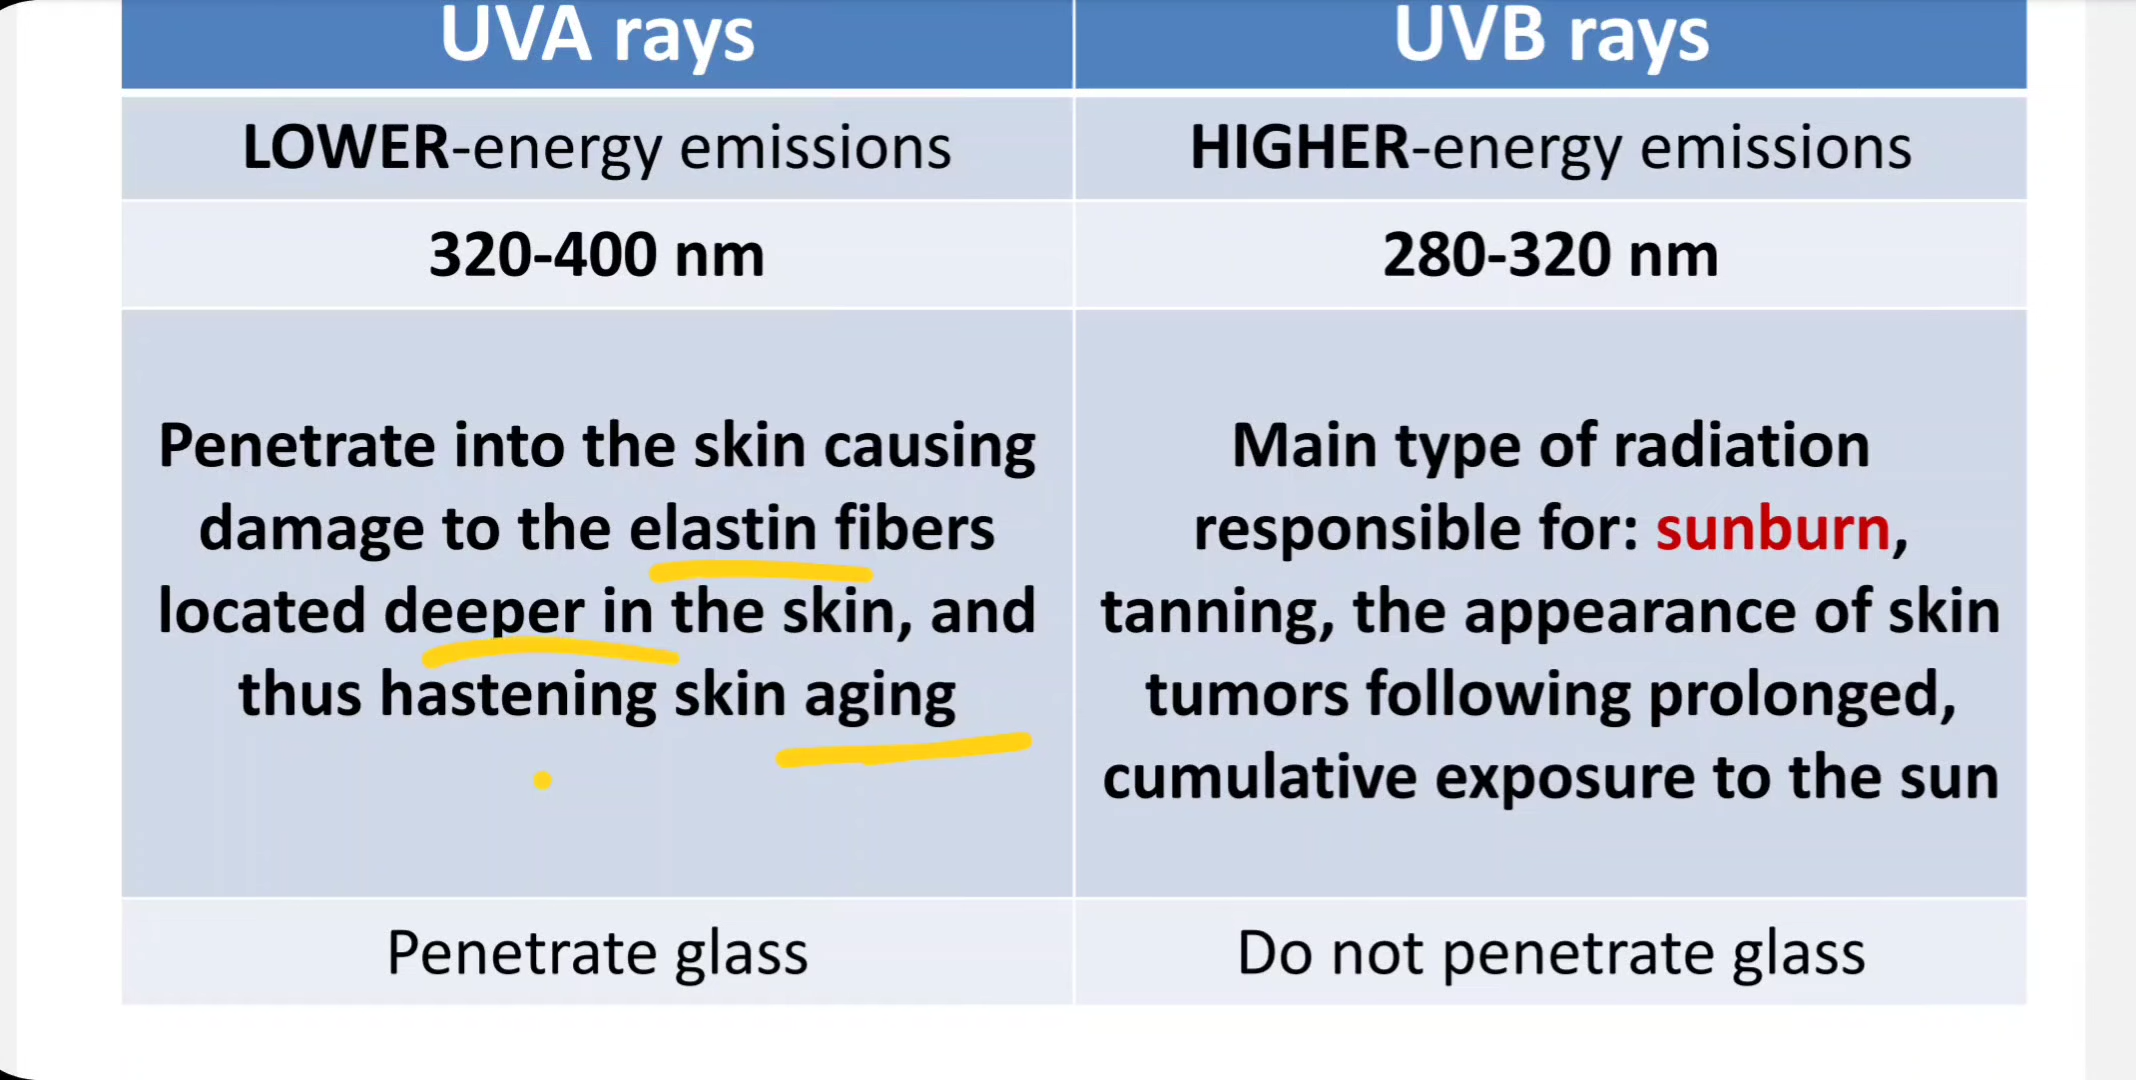 UVA rays
UVB rays
LOWER-energy emissions
HIGHER-energy emissions
320-400 nm
280-320 nm
Penetrate into the skin causing
damage to the elastin fibers
located deeper in the skin, and
thus hastening skin aging
Main type of radiation
responsible for: sunburn,
tanning, the appearance of skin
tumors following prolonged,
cumulative exposure to the sun
Penetrate glass
Do not penetrate glass